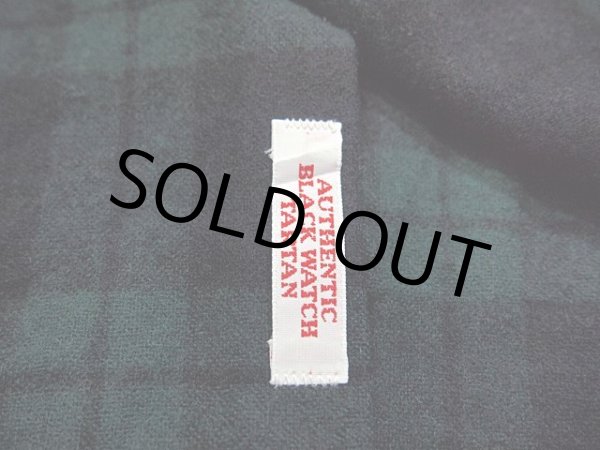 AUTHENTIC
BLACK WATCH
TARTAN
SOLD OUT